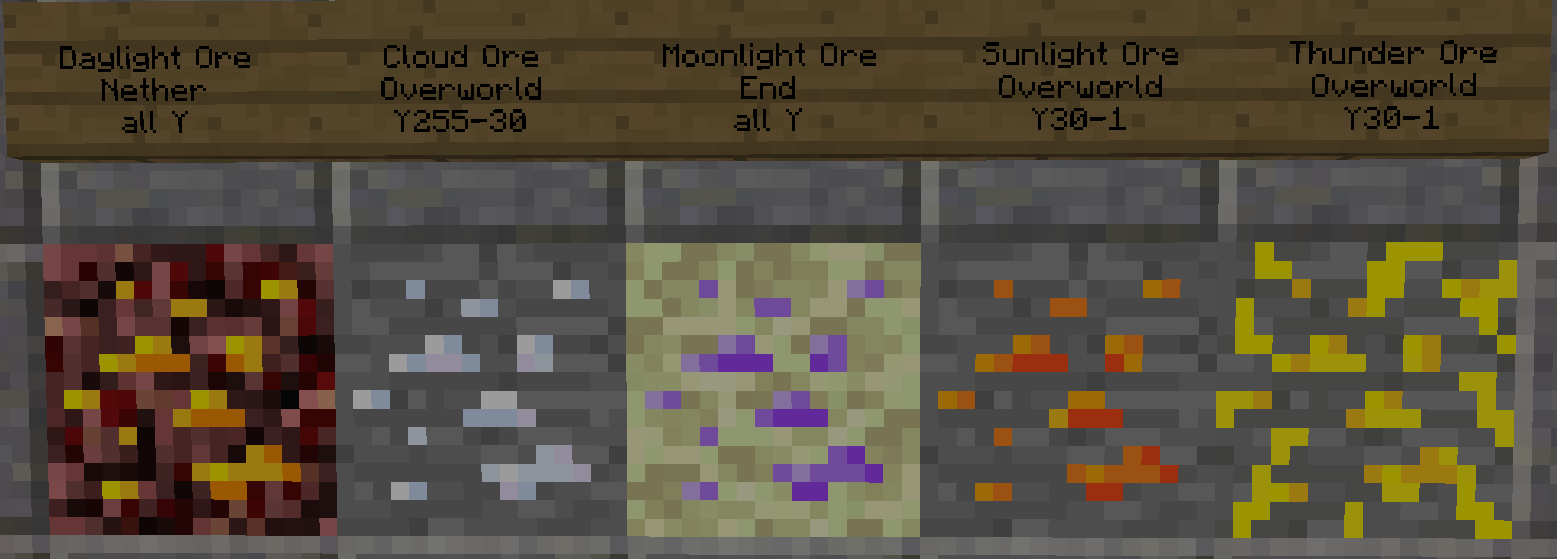 Daylight Ore
Nether
all Y
Cloud Ore
Overworld
Y255-30
Moonlight Ore
End
all Y
Sunlight Ore
Overworld
Y30-1
Thunder Ore
Overworld
Y30-1